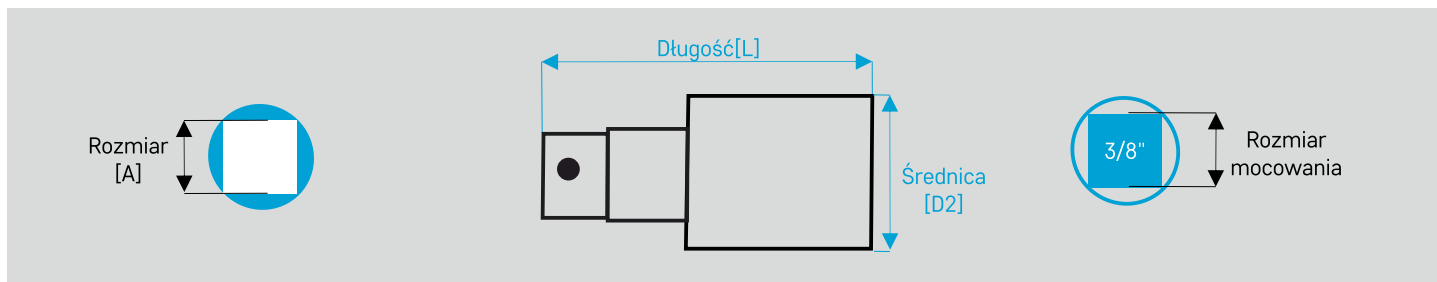 Długość[L]
Rozmiar
[A]
Średnica
[D2]
3/8"
Rozmiar
mocowania